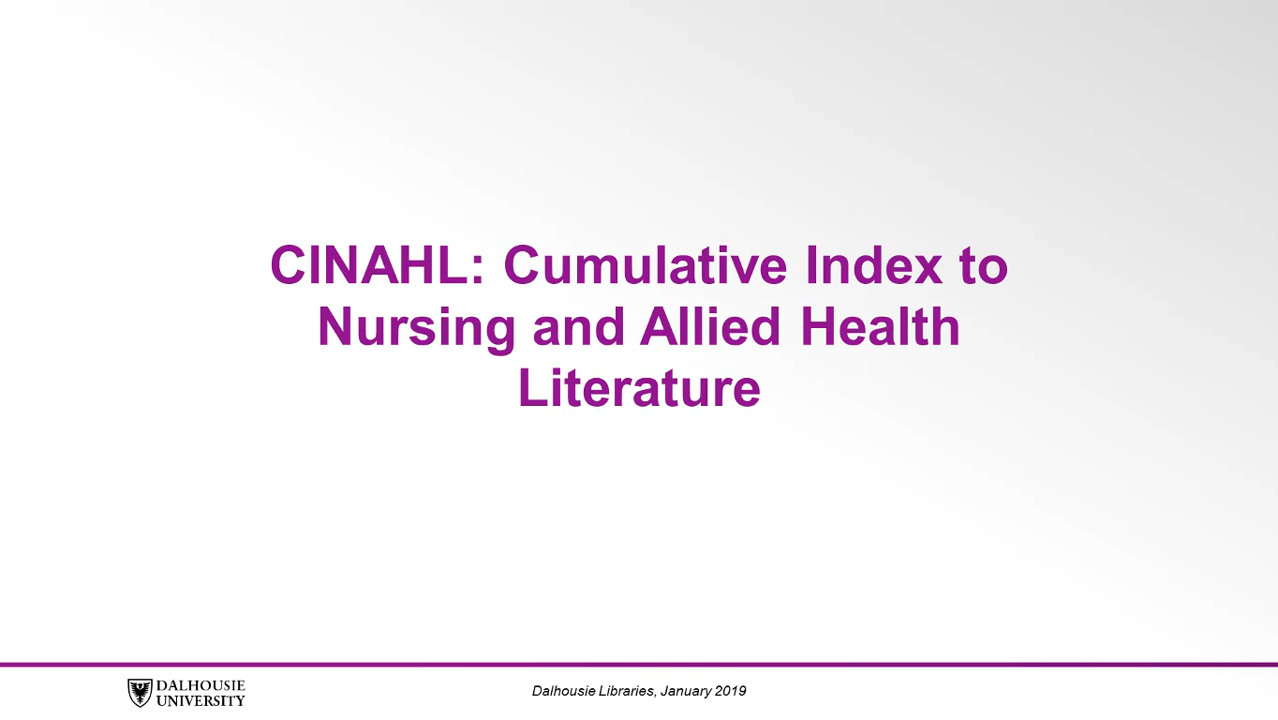 CINAHL: Cumulative Index to
Nursing and Allied Health
Literature
DALHOUSIE
UNIVERSITY
Dalhousie Libraries, January 2019